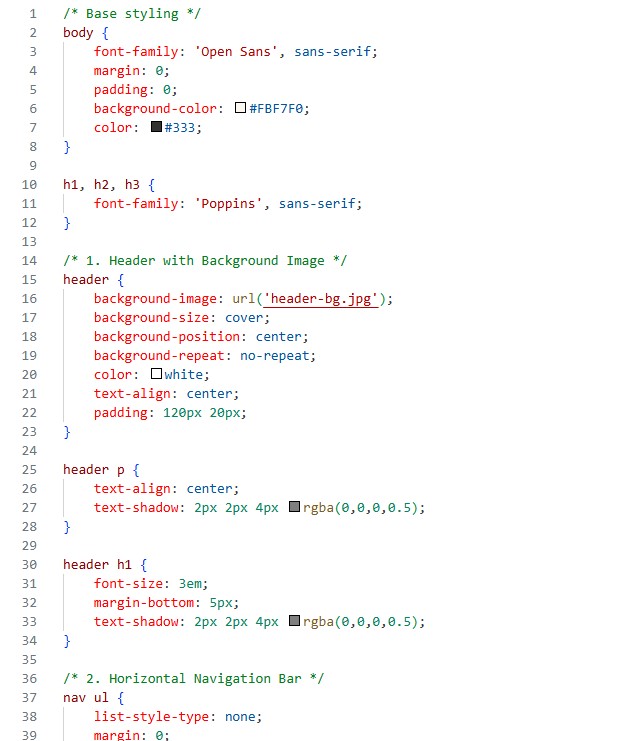 1 /* Base styling */
2 body {
3 font-family: 'Open Sans', sans-serif;
4 margin: 0;
5 padding: 0;
6 background-color: #FBF7F0;
7 color: #333;
8 }
9
10 h1, h2, h3 {
11 font-family: 'Poppins', sans-serif;
12 }
13
14 /* 1. Header with Background Image */
15 header {
16 background-image: url('header-bg.jpg');
17 background-size: cover;
18 background-position: center;
19 background-repeat: no-repeat;
20 color: white;
21 text-align: center;
22 padding: 120px 20px;
23 }
24
25 header p {
26 text-align: center;
27 text-shadow: 2px 2px 4px rgba(0,0,0,0.5);
28 }
29
30 header h1 {
31 font-size: 3em;
32 margin-bottom: 5px;
33 text-shadow: 2px 2px 4px rgba(0,0,0,0.5);
34 }
35
36 /* 2. Horizontal Navigation Bar */
37 nav ul {
38 list-style-type: none;
39 margin: 0;